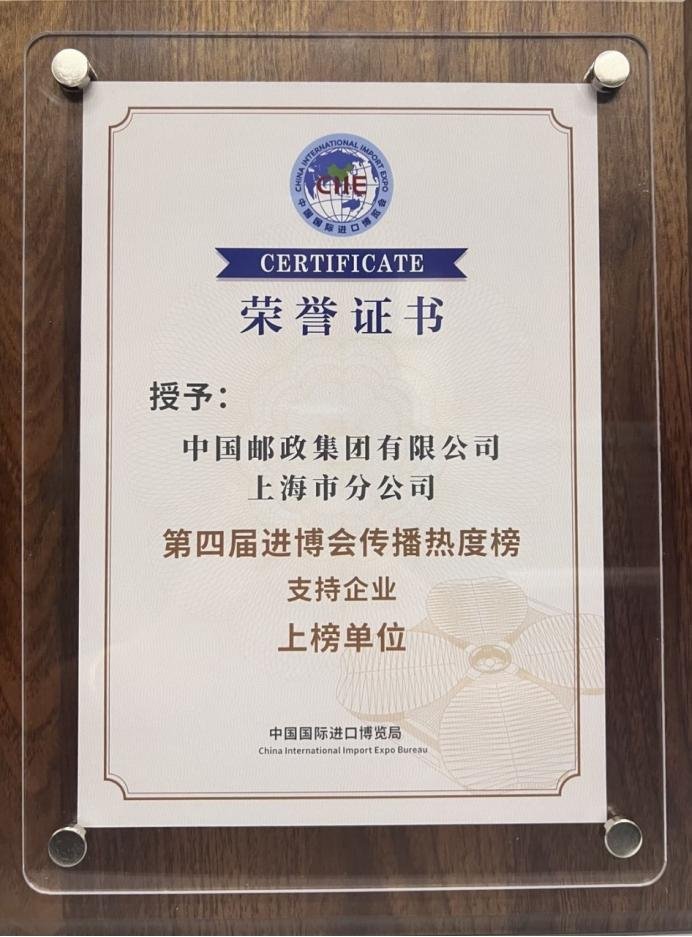 CHINA INTERNATIONAL IMPORT EXPO
CIIE
中国国际进口博览会
CERTIFICATE
荣誉证书
授予：
中国邮政集团有限公司
上海市分公司
第四届进博会传播热度榜
支持企业
上榜单位
中国国际进口博览局
China International Import Expo Bureau